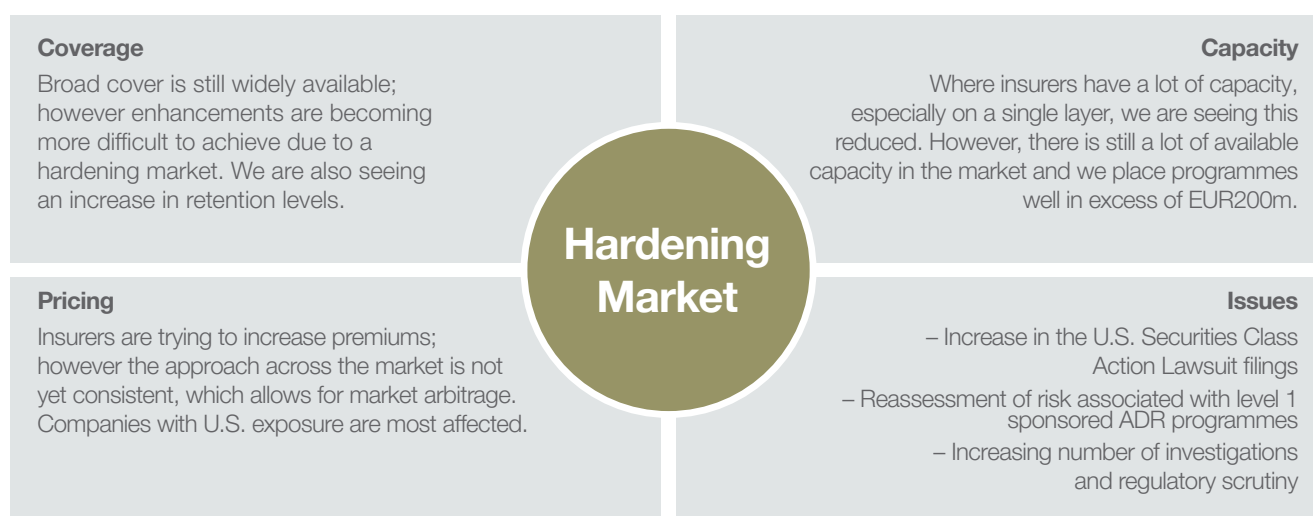 Coverage
Broad cover is still widely available;
however enhancements are becoming
more difficult to achieve due to a
hardening market. We are also seeing
an increase in retention levels.
Capacity
Where insurers have a lot of capacity,
especially on a single layer, we are seeing this
reduced. However, there is still a lot of available
capacity in the market and we place programmes
well in excess of EUR200m.
Hardening
Market
Pricing
Insurers are trying to increase premiums;
however the approach across the market is not
yet consistent, which allows for market arbitrage.
Companies with U.S. exposure are most affected.
Issues
– Increase in the U.S. Securities Class
Action Lawsuit filings
– Reassessment of risk associated with level 1
sponsored ADR programmes
– Increasing number of investigations
and regulatory scrutiny